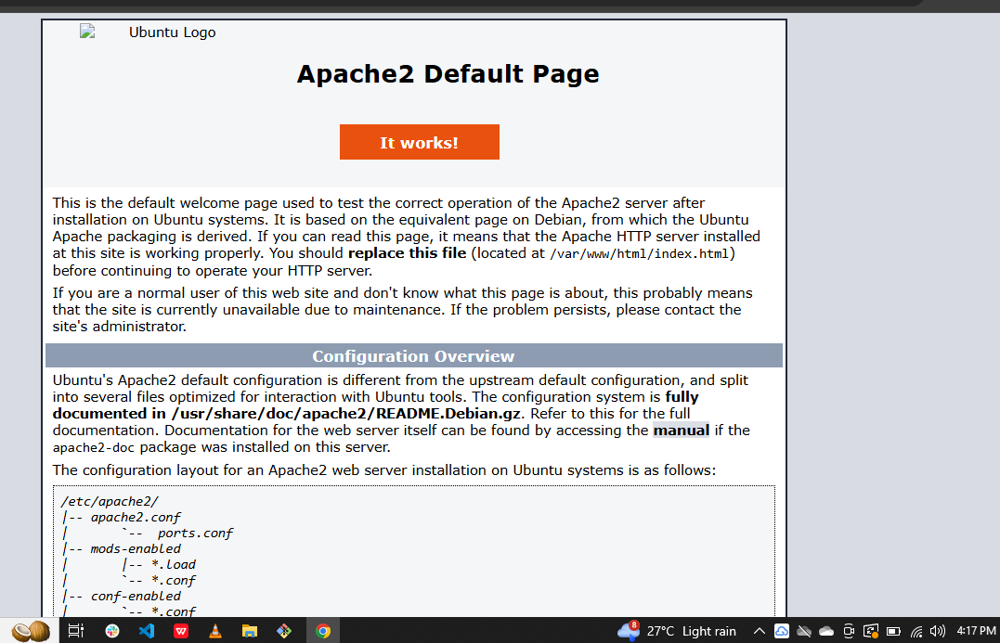 Ubuntu Logo
Apache2 Default Page
It works!
This is the default welcome page used to test the correct operation of the Apache2 server after
installation on Ubuntu systems. It is based on the equivalent page on Debian, from which the Ubuntu
Apache packaging is derived. If you can read this page, it means that the Apache HTTP server installed
at this site is working properly. You should replace this file (located at /var/www/html/index.html)
before continuing to operate your HTTP server.
If you are a normal user of this web site and don't know what this page is about, this probably means
that the site is currently unavailable due to maintenance. If the problem persists, please contact the
site's administrator.
Configuration Overview
Ubuntu's Apache2 default configuration is different from the upstream default configuration, and split
into several files optimized for interaction with Ubuntu tools. The configuration system is fully
documented in /usr/share/doc/apache2/README.Debian.gz. Refer to this for the full
documentation. Documentation for the web server itself can be found by accessing the manual if the
apache2-doc package was installed on this server.
The configuration layout for an Apache2 web server installation on Ubuntu systems is as follows:
/etc/apache2/
|-- apache2.conf
|       `--  ports.conf
|-- mods-enabled
|       |-- *.load
|       `-- *.conf
|-- conf-enabled
|       `-- *.conf
8
27°C Light rain
4:17 PM